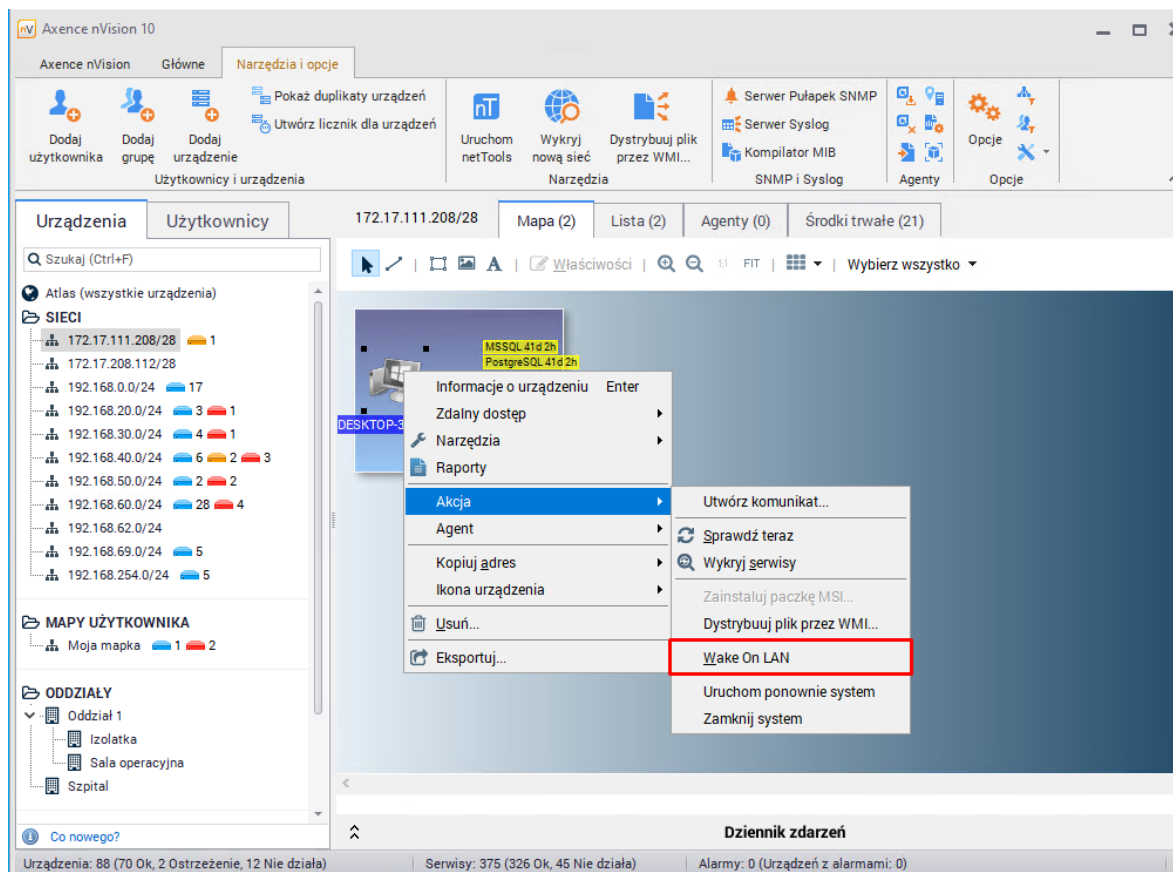 Axence nVision 10
Axence nVision Główne Narzędzia i opcje
Dodaj użytkownika
Dodaj grupę
Dodaj urządzenie
Pokaż duplikaty urządzeń
Utwórz licznik dla urządzeń
Użytkownicy i urządzenia
nT
Uruchom netTools
Wykryj nową sieć
Dystrybuuj plik przez WMI...
Narzędzia
Serwer Pułapek SNMP
Serwer Syslog
Kompilator MIB
SNMP i Syslog
Agenty
Opcje
Opcje
Urządzenia Użytkownicy
Szukaj (Ctrl+F)
Atlas (wszystkie urządzenia)
SIECI
172.17.111.208/28 1
172.17.208.112/28
192.168.0.0/24 17
192.168.20.0/24 3 1
192.168.30.0/24 4 1
192.168.40.0/24 6 2 3
192.168.50.0/24 2 2
192.168.60.0/24 28 4
192.168.62.0/24
192.168.69.0/24 5
192.168.254.0/24 5
MAPY UŻYTKOWNIKA
Moja mapka 1 2
ODDZIAŁY
Oddział 1
Izolatka
Sala operacyjna
Szpital
Co nowego?
172.17.111.208/28 Mapa (2) Lista (2) Agenty (0) Środki trwałe (21)
A Właściwości 1:1 FIT Wybierz wszystko
MSSQL 41d 2h
PostgreSQL 41d 2h
DESKTOP-3
Informacje o urządzeniu Enter
Zdalny dostęp
Narzędzia
Raporty
Akcja
Agent
Kopiuj adres
Ikona urządzenia
Usuń...
Eksportuj...
Utwórz komunikat...
Sprawdź teraz
Wykryj serwisy
Zainstaluj paczkę MSI...
Dystrybuuj plik przez WMI...
Wake On LAN
Uruchom ponownie system
Zamknij system
Dziennik zdarzeń
Urządzenia: 88 (70 Ok, 2 Ostrzeżenie, 12 Nie działa) Serwisy: 375 (326 Ok, 45 Nie działa) Alarmy: 0 (Urządzeń z alarmami: 0)